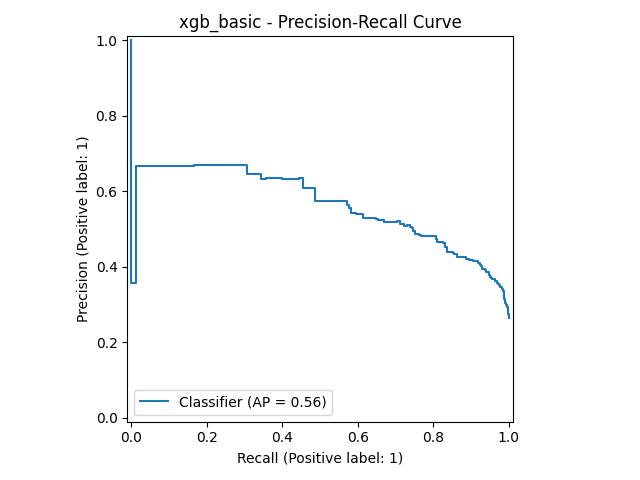 xgb_basic - Precision-Recall Curve
Precision (Positive label: 1)
1.0
0.8
0.6
0.4
0.2
0.0
Classifier (AP = 0.56)
0.0 0.2 0.4 0.6 0.8 1.0
Recall (Positive label: 1)